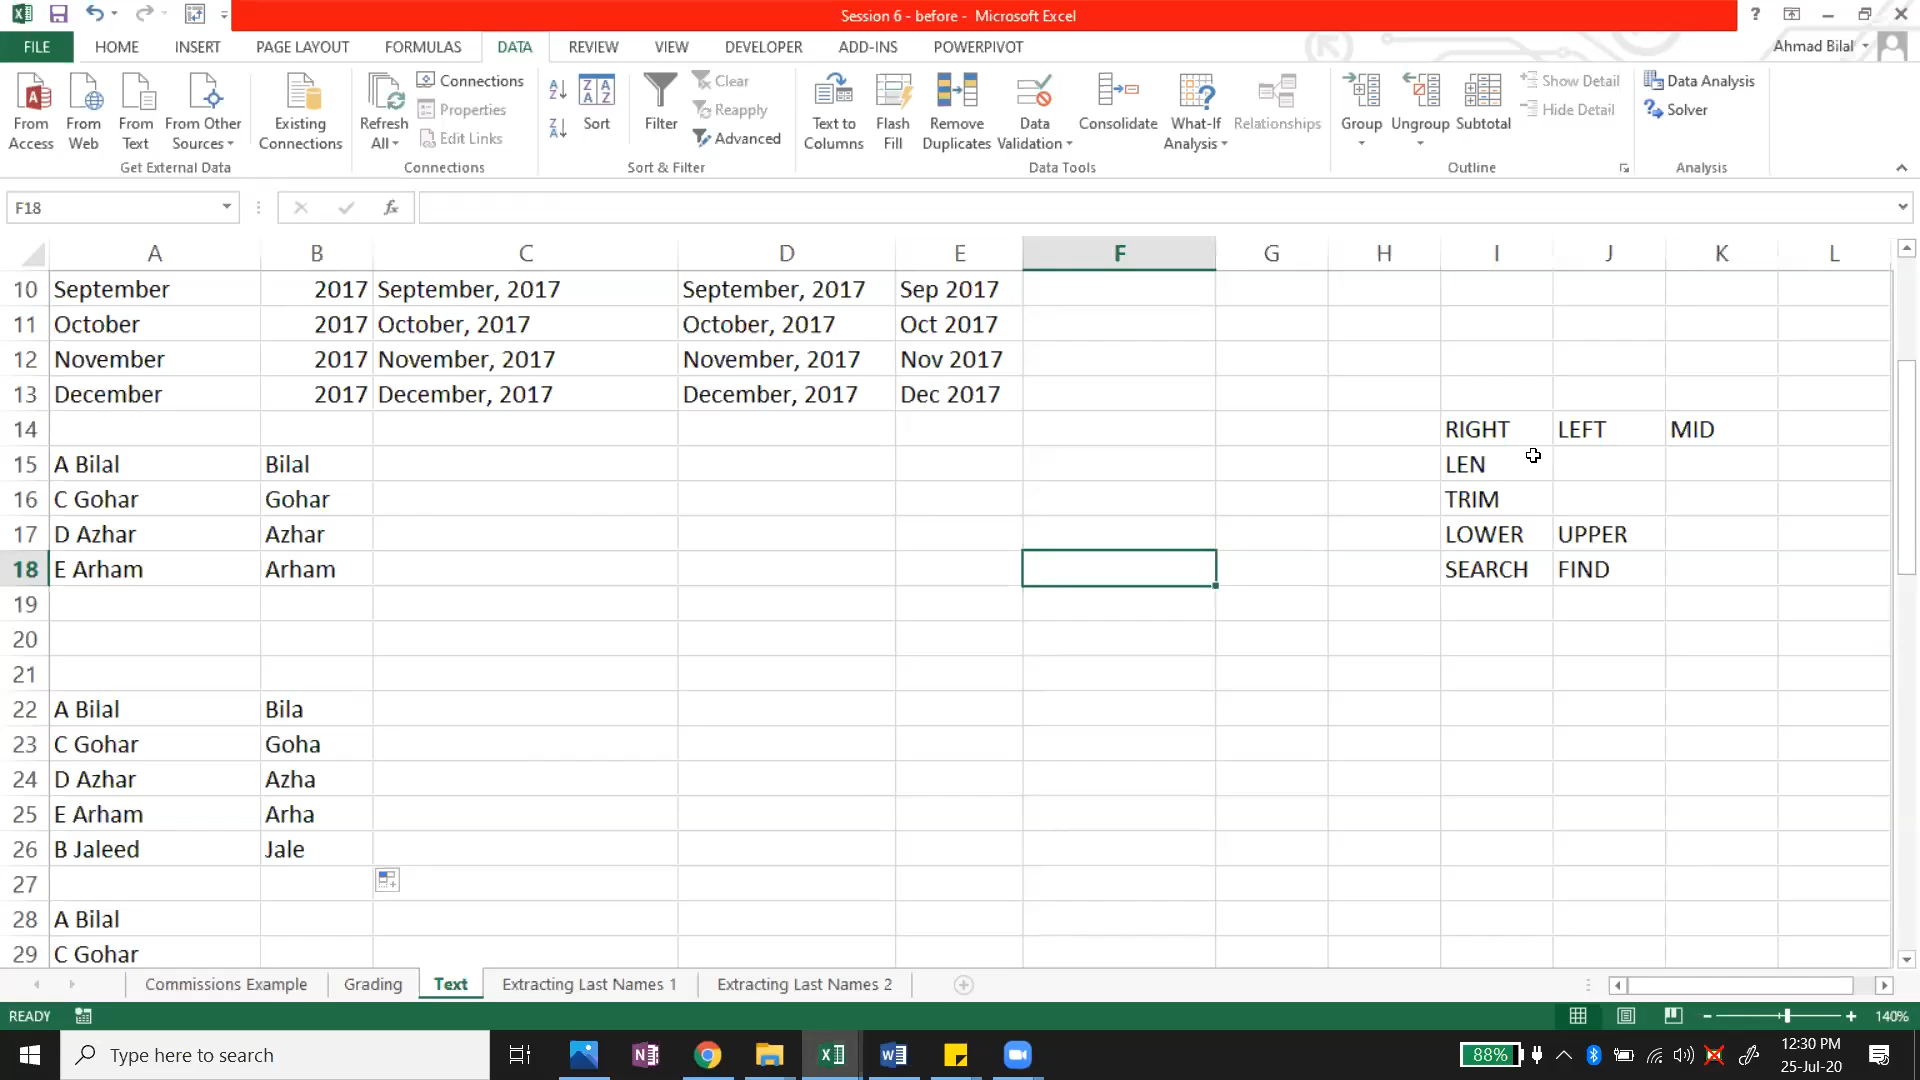 Session 6 - before - Microsoft Excel
?
FILE HOME INSERT PAGE LAYOUT FORMULAS DATA REVIEW VIEW DEVELOPER ADD-INS POWERPIVOT Ahmad Bilal
From Access
From Web
From Text
From Other Sources
Existing Connections
Get External Data
Refresh All
Connections
Properties
Edit Links
Connections
Sort
Filter
Clear
Reapply
Advanced
Sort & Filter
Text to Columns
Flash Fill
Remove Duplicates
Data Validation
Consolidate
What-If Analysis
Relationships
Data Tools
Group
Ungroup
Subtotal
Show Detail
Hide Detail
Outline
Data Analysis
Solver
Analysis
F18 fx
A B C D E F G H I J K L
10 September 2017 September, 2017 September, 2017 Sep 2017
11 October 2017 October, 2017 October, 2017 Oct 2017
12 November 2017 November, 2017 November, 2017 Nov 2017
13 December 2017 December, 2017 December, 2017 Dec 2017
14 RIGHT LEFT MID
15 A Bilal Bilal LEN
16 C Gohar Gohar TRIM
17 D Azhar Azhar LOWER UPPER
18 E Arham Arham SEARCH FIND
19
20
21
22 A Bilal Bila
23 C Gohar Goha
24 D Azhar Azha
25 E Arham Arha
26 B Jaleed Jale
27
28 A Bilal
29 C Gohar
Commissions Example Grading Text Extracting Last Names 1 Extracting Last Names 2
READY 140%
Type here to search 88% 12:30 PM
25-Jul-20